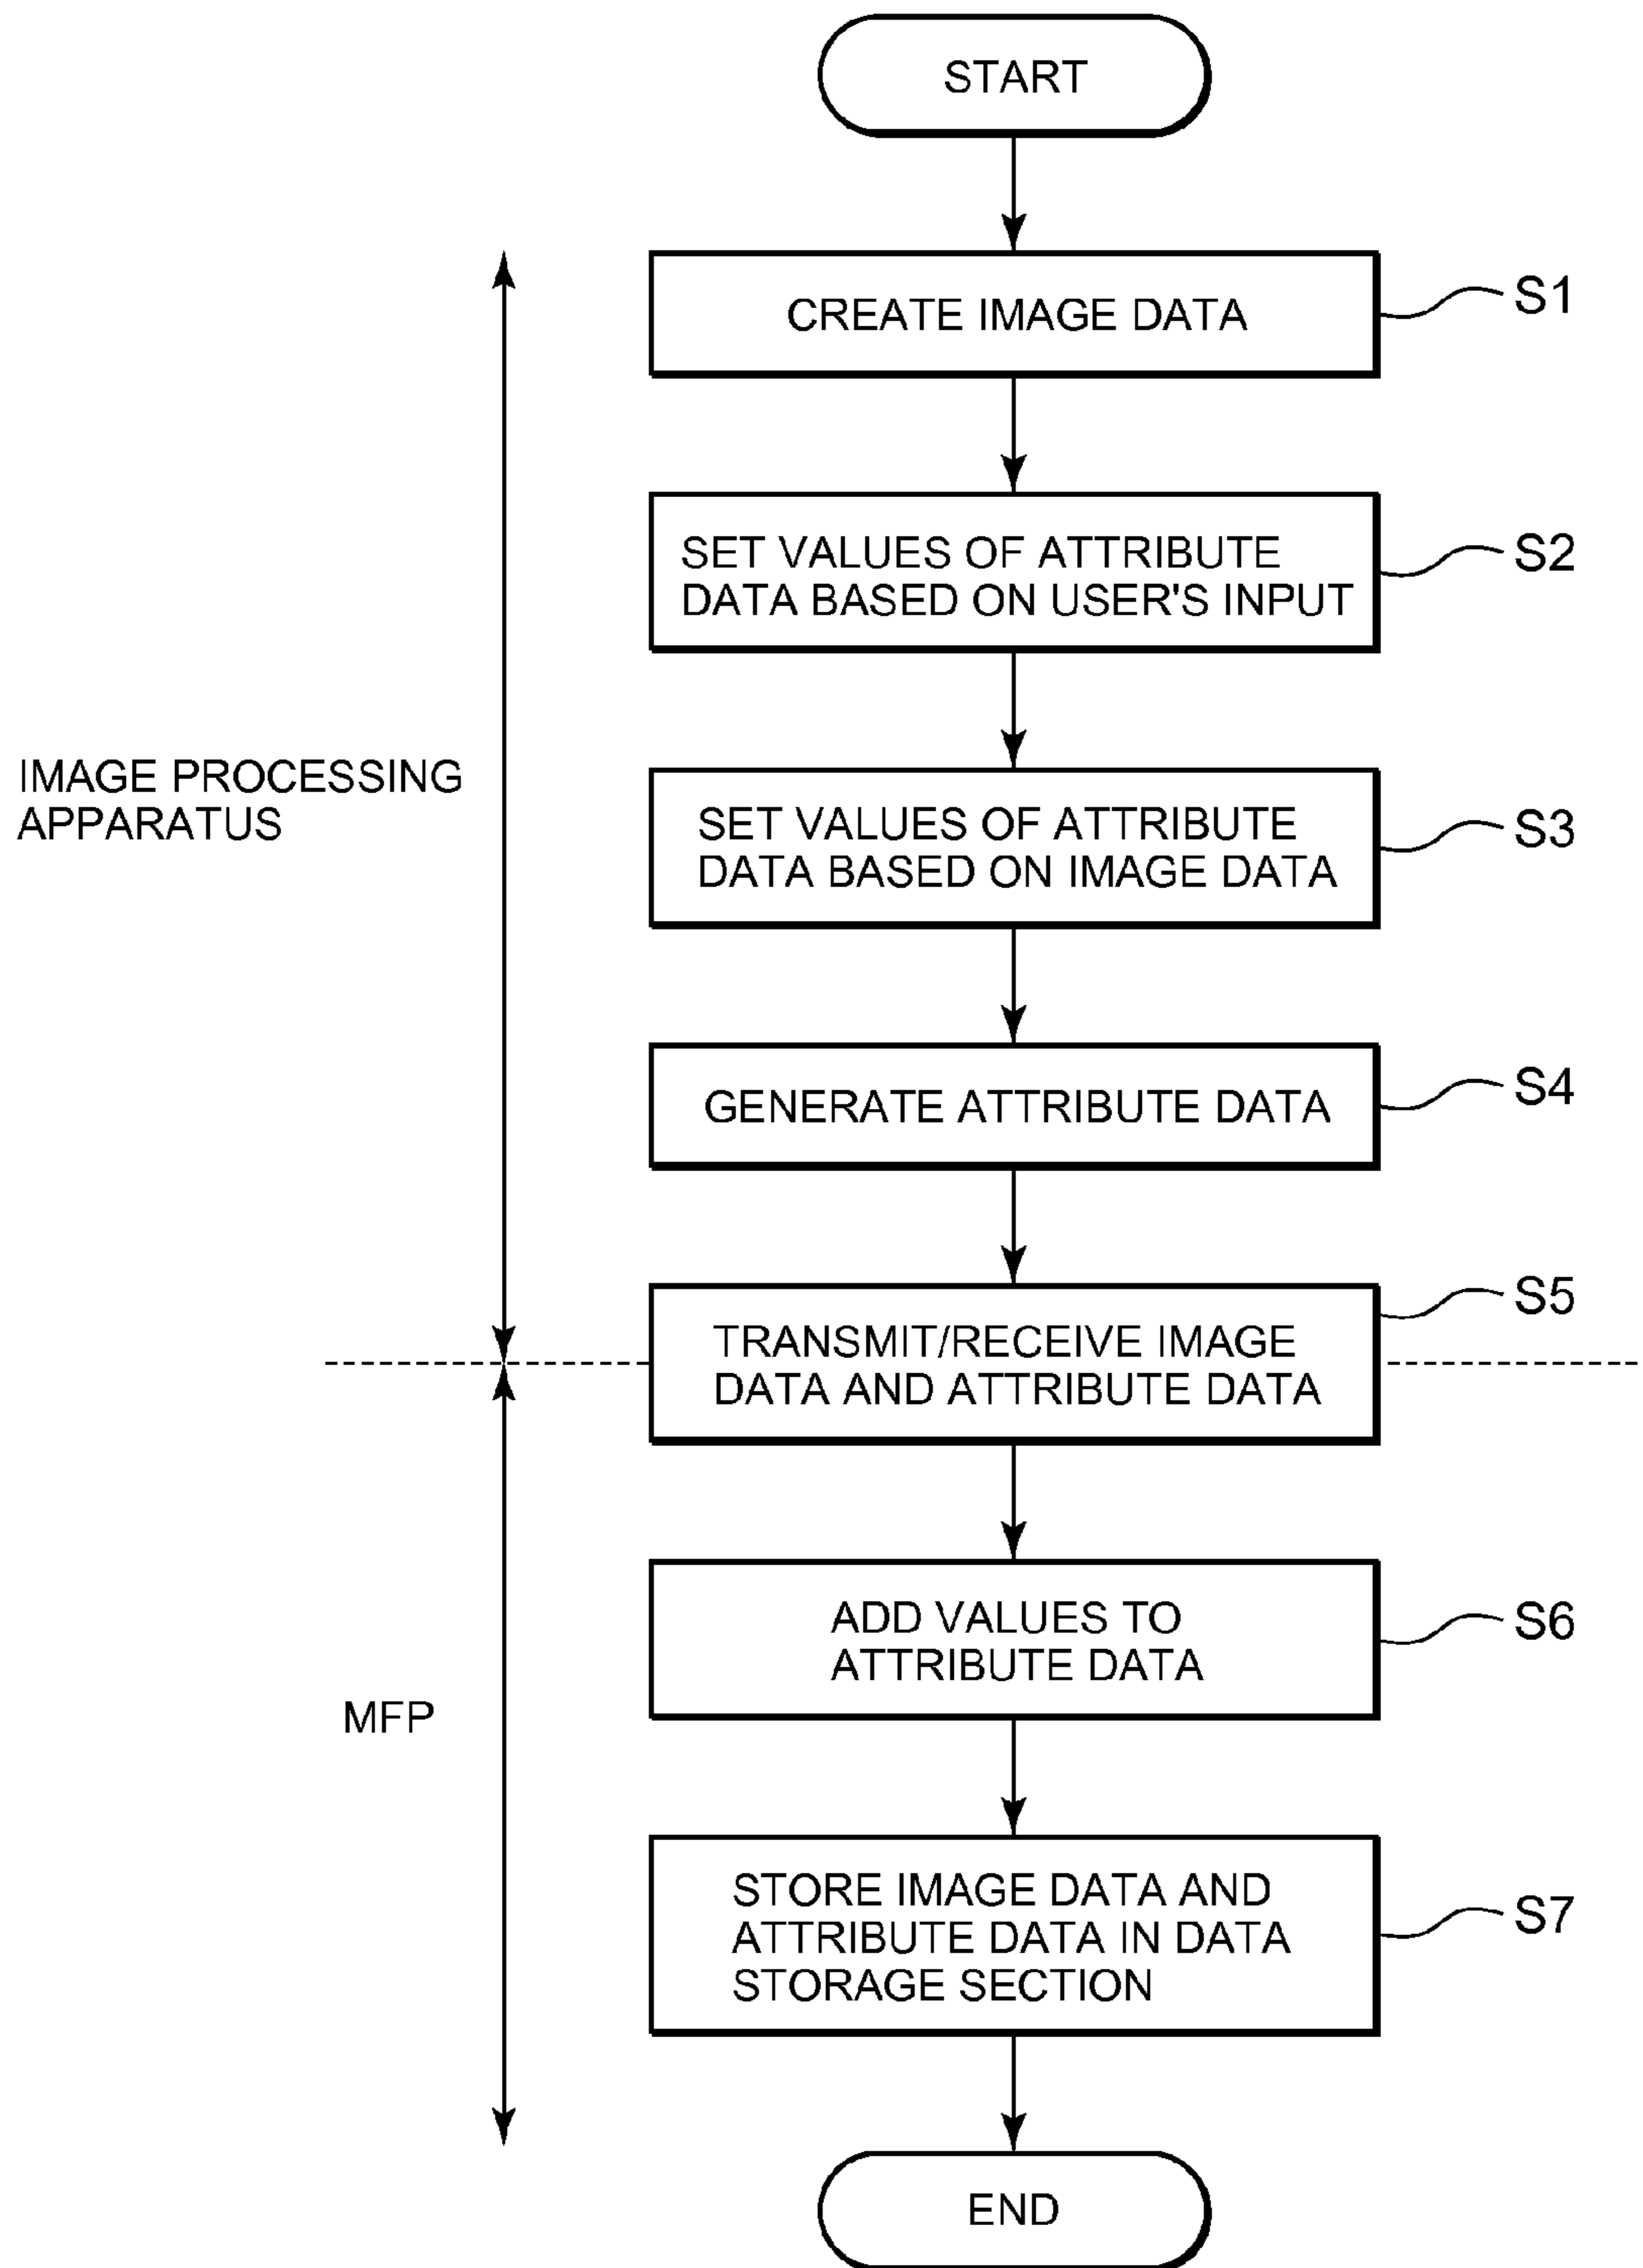 START
CREATE IMAGE DATA
S1
SET VALUES OF ATTRIBUTE
DATA BASED ON USER'S INPUT
S2
IMAGE PROCESSING
APPARATUS
SET VALUES OF ATTRIBUTE
DATA BASED ON IMAGE DATA
S3
GENERATE ATTRIBUTE DATA
S4
TRANSMIT/RECEIVE IMAGE
DATA AND ATTRIBUTE DATA
S5
ADD VALUES TO
ATTRIBUTE DATA
S6
MFP
STORE IMAGE DATA AND
ATTRIBUTE DATA IN DATA
STORAGE SECTION
S7
END